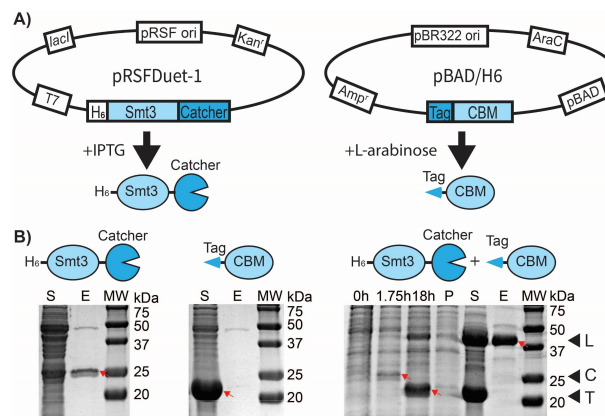 A)
lacI
pRSF ori
Kanʳ
pRSFDuet-1
T7
H₆
Smt3
Catcher
+IPTG
Catcher
H₆
Smt3
pBR322 ori
AraC
pBAD/H6
Ampʳ
Tag
CBM
pBAD
+L-arabinose
Tag
CBM
B)
Catcher
H₆
Smt3
S E MW kDa
75
50
37
25
20
Tag
CBM
S E MW kDa
75
50
37
25
20
Catcher
H₆
Smt3
+
Tag
CBM
0h 1.75h 18h P S E MW kDa
75
50
37
25
20
L
C
T